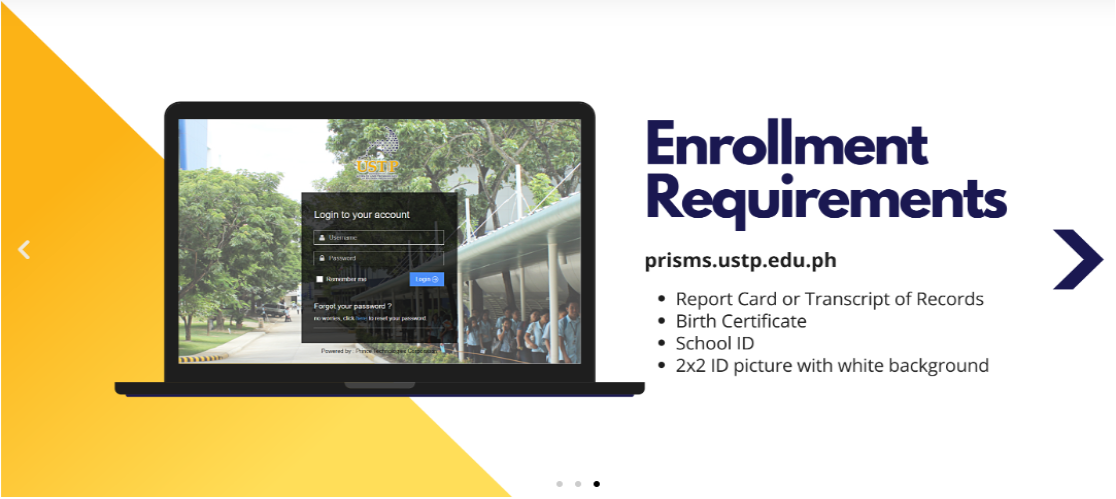 USTP
Login to your account
Username
Password
Remember me
Login
Forgot your password ?
no worries, click here to reset your password.
Powered by : Prince Technologies Corporation
Enrollment
Requirements
prisms.ustp.edu.ph
• Report Card or Transcript of Records
• Birth Certificate
• School ID
• 2x2 ID picture with white background